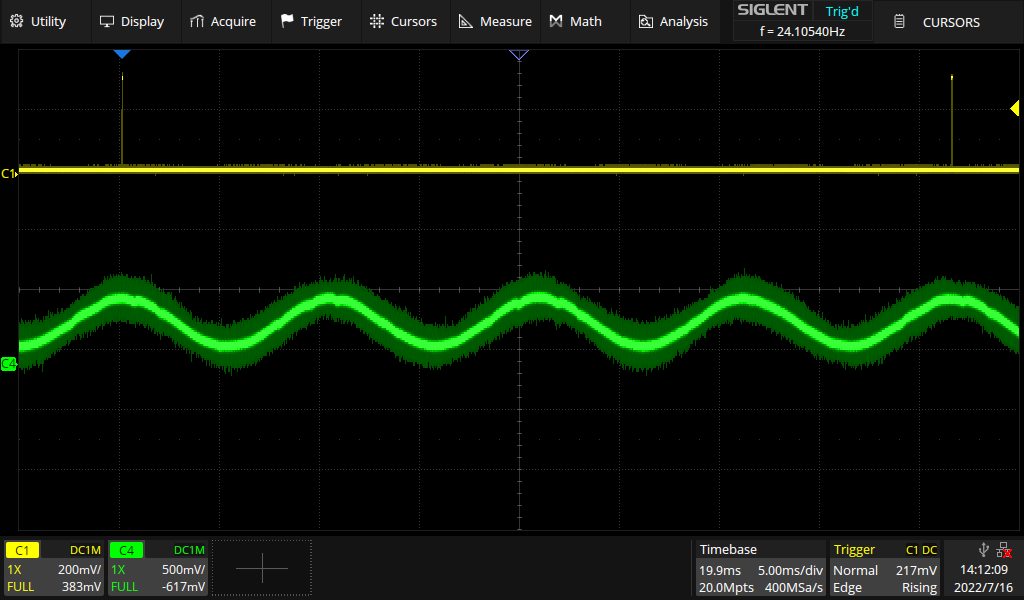 Utility Display Acquire Trigger Cursors Measure Math Analysis SIGLENT Trig'd CURSORS
f = 24.10540Hz
C1
C4
C1 DC1M C4 DC1M Timebase Trigger C1 DC
1X 200mV/ 1X 500mV/ 19.9ms 5.00ms/div Normal 217mV 14:12:09
FULL 383mV FULL -617mV 20.0Mpts 400MSa/s Edge Rising 2022/7/16